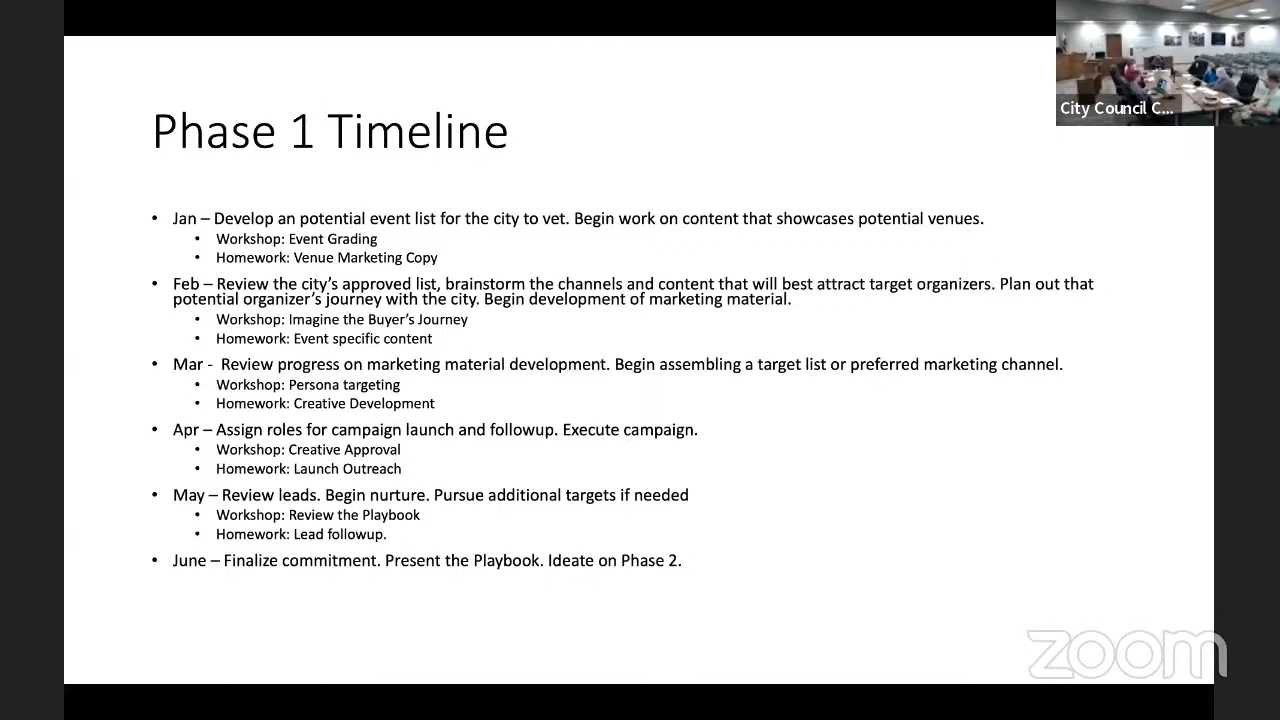 City Council C...
Phase 1 Timeline
• Jan – Develop an potential event list for the city to vet. Begin work on content that showcases potential venues.
• Workshop: Event Grading
• Homework: Venue Marketing Copy
• Feb – Review the city's approved list, brainstorm the channels and content that will best attract target organizers. Plan out that
potential organizer's journey with the city. Begin development of marketing material.
• Workshop: Imagine the Buyer's Journey
• Homework: Event specific content
• Mar -  Review progress on marketing material development. Begin assembling a target list or preferred marketing channel.
• Workshop: Persona targeting
• Homework: Creative Development
• Apr – Assign roles for campaign launch and followup. Execute campaign.
• Workshop: Creative Approval
• Homework: Launch Outreach
• May – Review leads. Begin nurture. Pursue additional targets if needed
• Workshop: Review the Playbook
• Homework: Lead followup.
• June – Finalize commitment. Present the Playbook. Ideate on Phase 2.
zoom